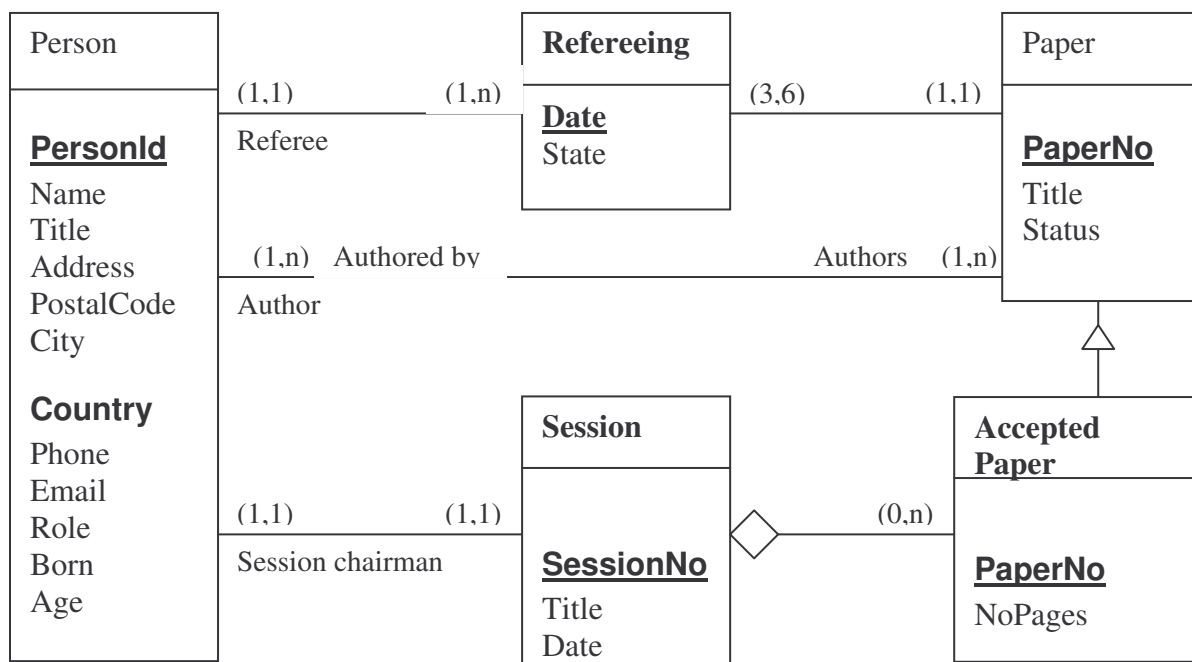 Person
PersonId
Name
Title
Address
PostalCode
City
Country
Phone
Email
Role
Born
Age
(1,1)
(1,n)
Referee
Refereeing
Date
State
(3,6)
(1,1)
Paper
PaperNo
Title
Status
(1,n)
Authored by
Authors
(1,n)
Author
(1,1)
(1,1)
Session chairman
Session
SessionNo
Title
Date
(0,n)
Accepted
Paper
PaperNo
NoPages